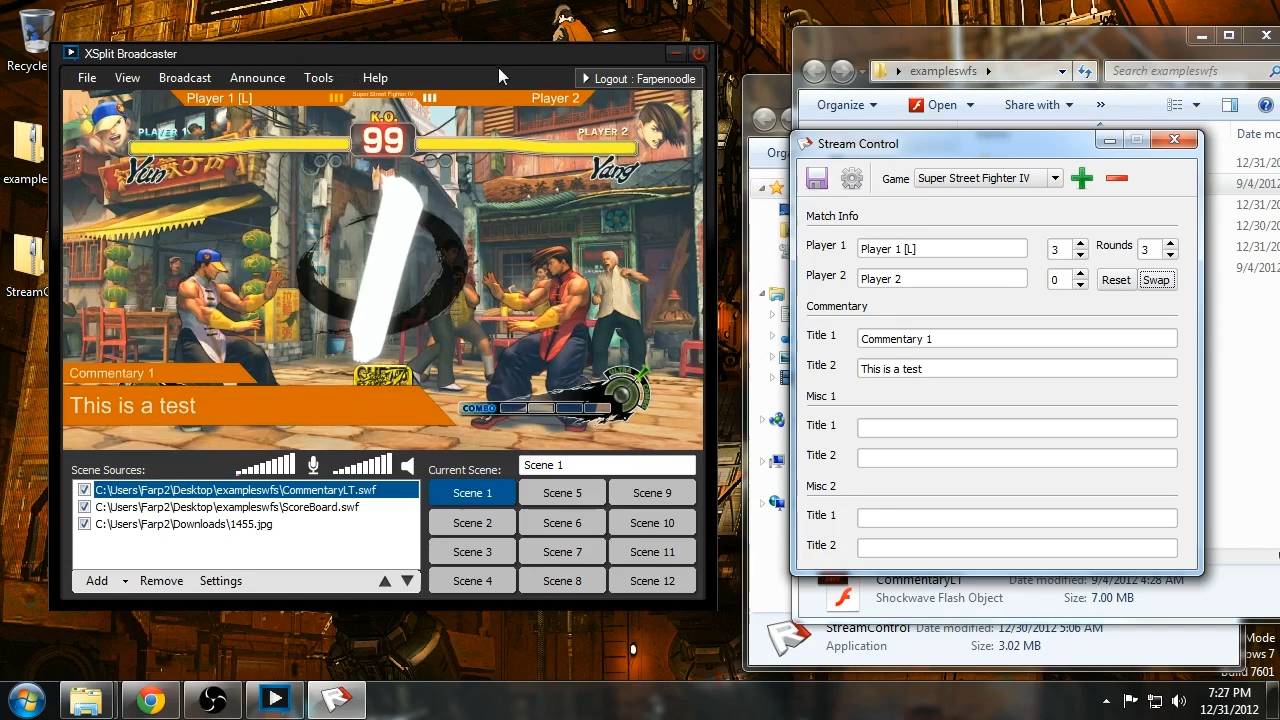 Recycle
example
StreamC
XSplit Broadcaster
File View Broadcast Announce Tools Help
Logout : Farpenoodle
Player 1 [L] Super Street Fighter IV Player 2
K.O.
PLAYER 1 99 PLAYER 2
Yun Yang
Commentary 1
This is a test
COMBO
Scene Sources:
C:\Users\Farp2\Desktop\exampleswfs\CommentaryLT.swf
C:\Users\Farp2\Desktop\exampleswfs\ScoreBoard.swf
C:\Users\Farp2\Downloads\1455.jpg
Add Remove Settings
Current Scene: Scene 1
Scene 1 Scene 5 Scene 9
Scene 2 Scene 6 Scene 10
Scene 3 Scene 7 Scene 11
Scene 4 Scene 8 Scene 12
exampleswfs
Search exampleswfs
Organize Open Share with »
Org
Date mo
12/31/2
9/4/2012
12/30/2
12/31/2
9/4/2012
Stream Control
Game Super Street Fighter IV
Match Info
Player 1 Player 1 [L] 3 Rounds 3
Player 2 Player 2 0 Reset Swap
Commentary
Title 1 Commentary 1
Title 2 This is a test
Misc 1
Title 1
Title 2
Misc 2
Title 1
Title 2
CommentaryLT Date modified: 9/4/2012 4:28 AM
Shockwave Flash Object Size: 7.00 MB
StreamControl Date modified: 12/30/2012 5:06 AM
Application Size: 3.02 MB
Mode
ows 7
Build 7601
7:27 PM
12/31/2012